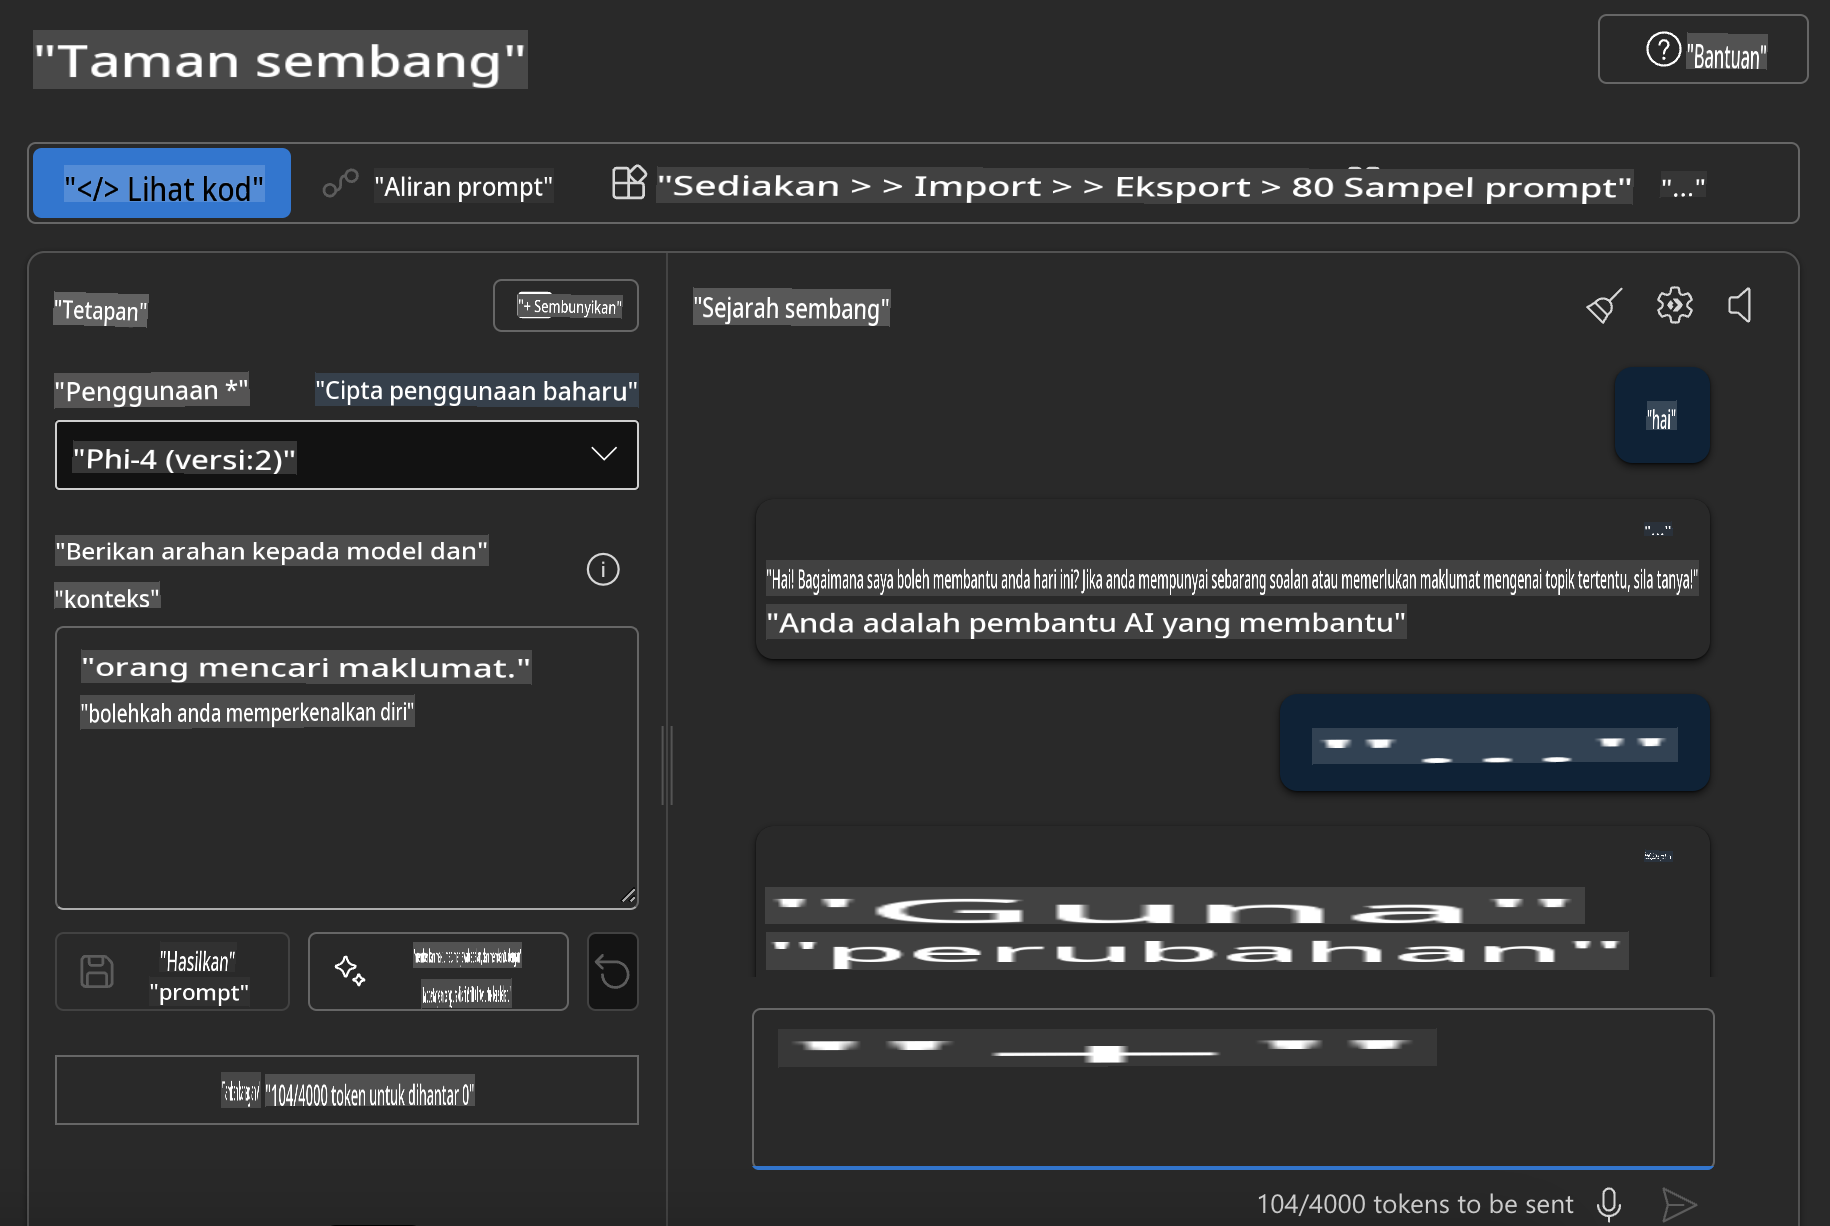 "Taman sembang"
"Bantuan"
"</> Lihat kod"
"Aliran prompt"
"Sediakan > > Import > > Eksport > 80 Sampel prompt"
"..."
"Tetapan"
"+ Sembunyikan"
"Penggunaan *"
"Cipta penggunaan baharu"
"Phi-4 (versi:2)"
"Berikan arahan kepada model dan"
"konteks"
"orang mencari maklumat."
"bolehkah anda memperkenalkan diri"
"Hasilkan"
"prompt"
"104/4000 token untuk dihantar 0"
"Sejarah sembang"
"hai"
"..."
"Hai! Bagaimana saya boleh membantu anda hari ini? Jika anda mempunyai sebarang soalan atau memerlukan maklumat mengenai topik tertentu, sila tanya!"
"Anda adalah pembantu AI yang membantu"
"..."
"Guna"
"perubahan"
104/4000 tokens to be sent